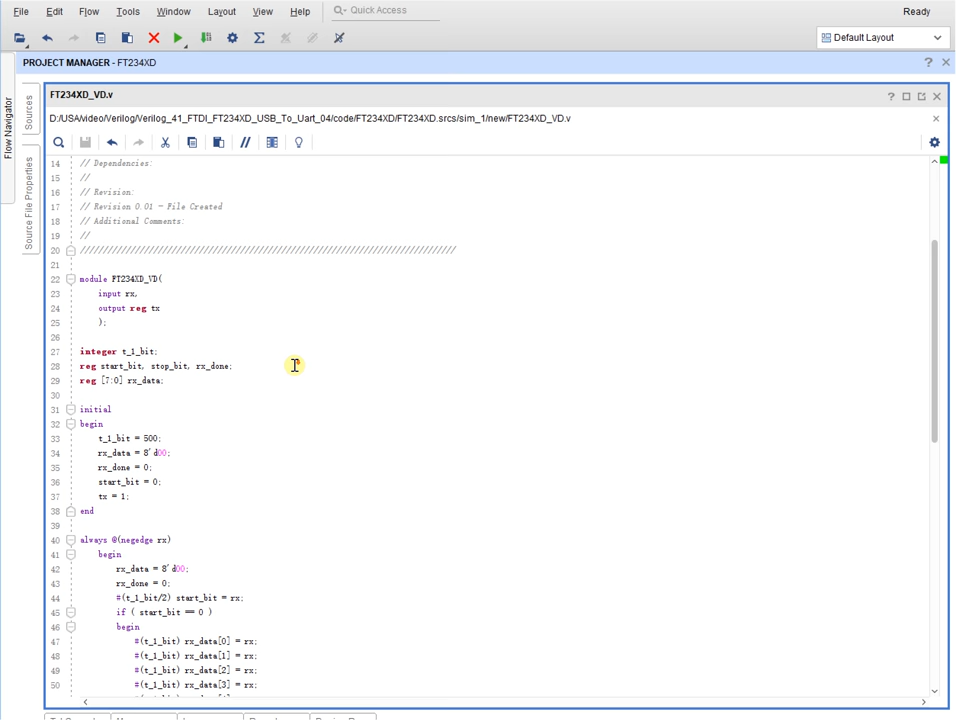 File Edit Flow Tools Window Layout View Help Quick Access Ready
Default Layout
PROJECT MANAGER - FT234XD
Flow Navigator
Sources
Source File Properties
FT234XD_VD.v
D:/USA/video/Verilog/Verilog_41_FTDI_FT234XD_USB_To_Uart_04/code/FT234XD/FT234XD.srcs/sim_1/new/FT234XD_VD.v
14 // Dependencies:
15 //
16 // Revision:
17 // Revision 0.01 - File Created
18 // Additional Comments:
19 //
20 //////////////////////////////////////////////////////////////////////////////////
21
22 module FT234XD_VD(
23 input rx,
24 output reg tx
25 );
26
27 integer t_1_bit;
28 reg start_bit, stop_bit, rx_done;
29 reg [7:0] rx_data;
30
31 initial
32 begin
33 t_1_bit = 500;
34 rx_data = 8'd00;
35 rx_done = 0;
36 start_bit = 0;
37 tx = 1;
38 end
39
40 always @(negedge rx)
41 begin
42 rx_data = 8'd00;
43 rx_done = 0;
44 #(t_1_bit/2) start_bit = rx;
45 if ( start_bit == 0 )
46 begin
47 #(t_1_bit) rx_data[0] = rx;
48 #(t_1_bit) rx_data[1] = rx;
49 #(t_1_bit) rx_data[2] = rx;
50 #(t_1_bit) rx_data[3] = rx;